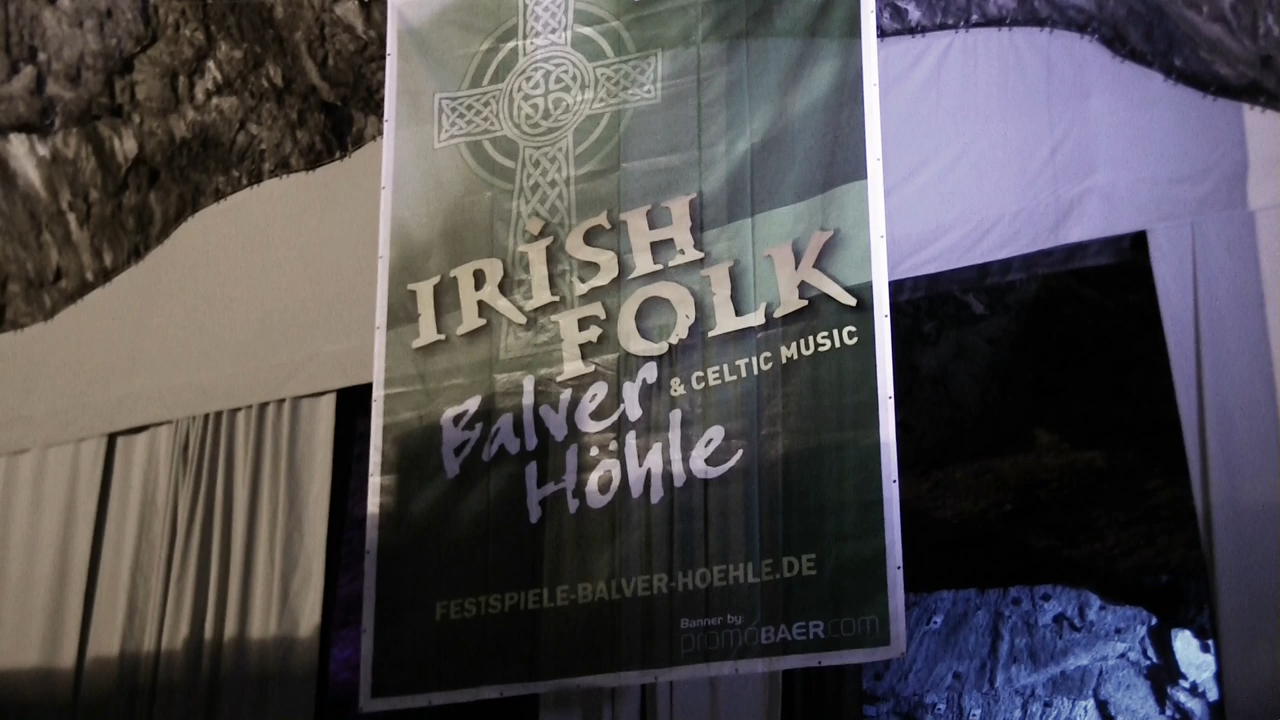 IRISH
FOLK
& CELTIC MUSIC
Balver
Höhle
FESTSPIELE-BALVER-HOEHLE.DE
Banner by:
promoBAER.com